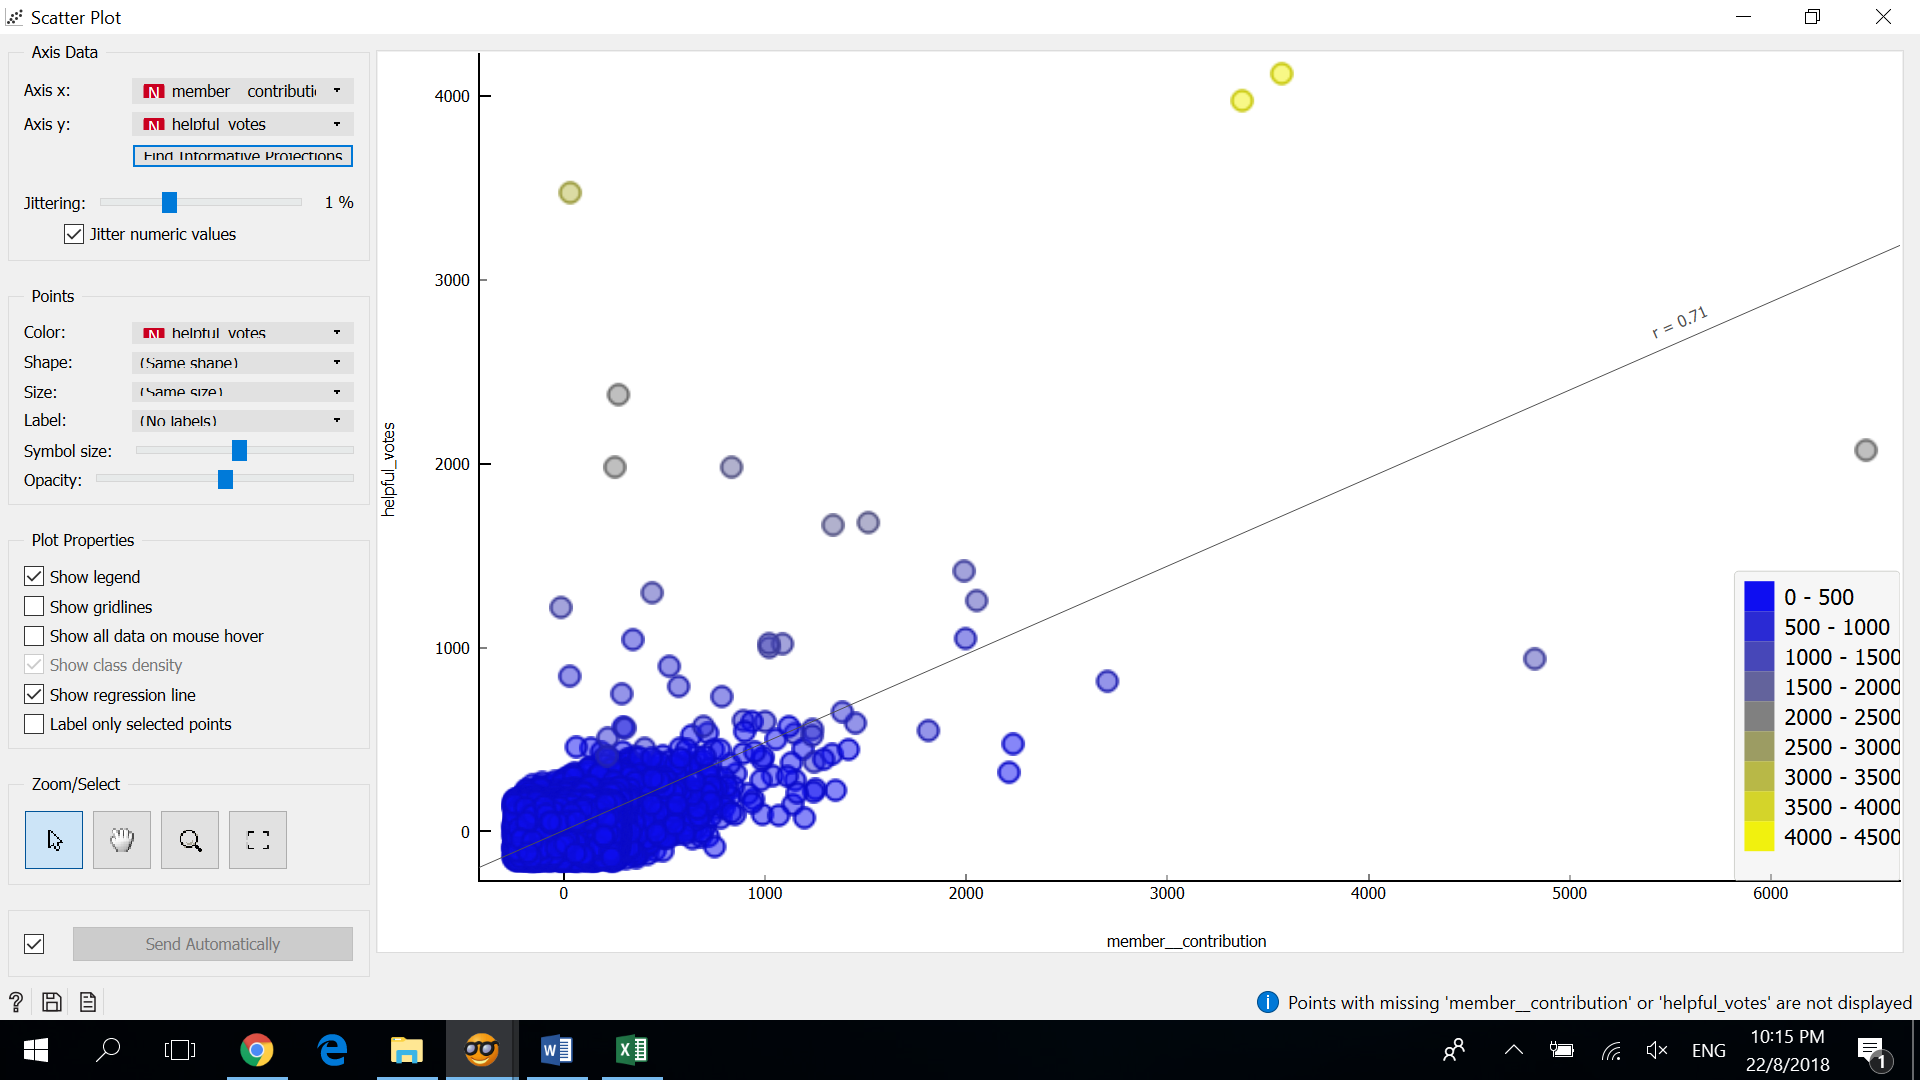 Scatter Plot
Axis Data
Axis x: N member contributi
Axis y: N helpful votes
Find Informative Projections
Jittering: 1 %
Jitter numeric values
Points
Color: N helpful votes
Shape: (Same shape)
Size: (Same size)
Label: (No labels)
Symbol size:
Opacity:
Plot Properties
Show legend
Show gridlines
Show all data on mouse hover
Show class density
Show regression line
Label only selected points
Zoom/Select
Send Automatically
4000
3000
2000
1000
0
helpful_votes
r = 0.71
0 - 500
500 - 1000
1000 - 1500
1500 - 2000
2000 - 2500
2500 - 3000
3000 - 3500
3500 - 4000
4000 - 4500
0 1000 2000 3000 4000 5000 6000
member__contribution
Points with missing 'member__contribution' or 'helpful_votes' are not displayed
ENG
10:15 PM
22/8/2018
1